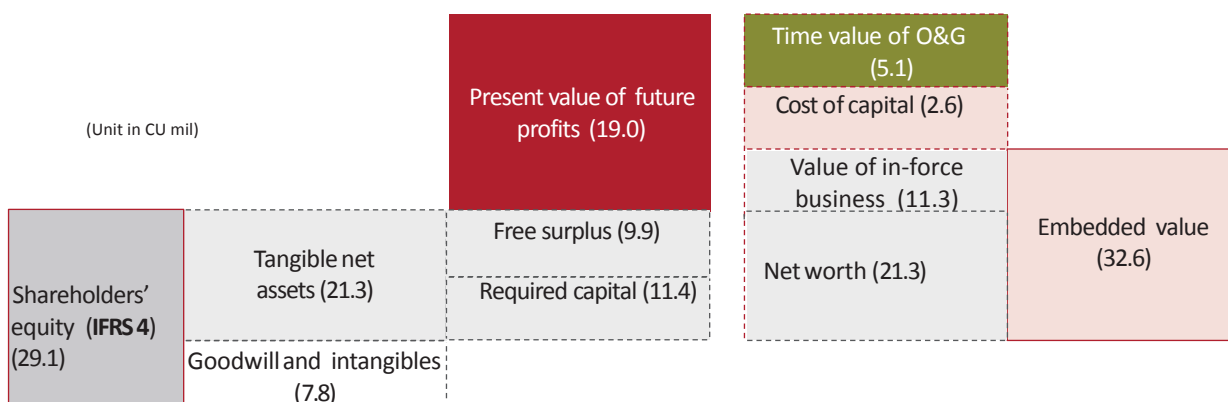 Time value of O&G
(5.1)
Present value of future
profits (19.0)
Cost of capital (2.6)
(Unit in CU mil)
Value of in-force
business (11.3)
Free surplus (9.9)
Embedded value
(32.6)
Tangible net
assets (21.3)
Net worth (21.3)
Required capital (11.4)
Shareholders'
equity (IFRS 4)
(29.1)
Goodwill and intangibles
(7.8)